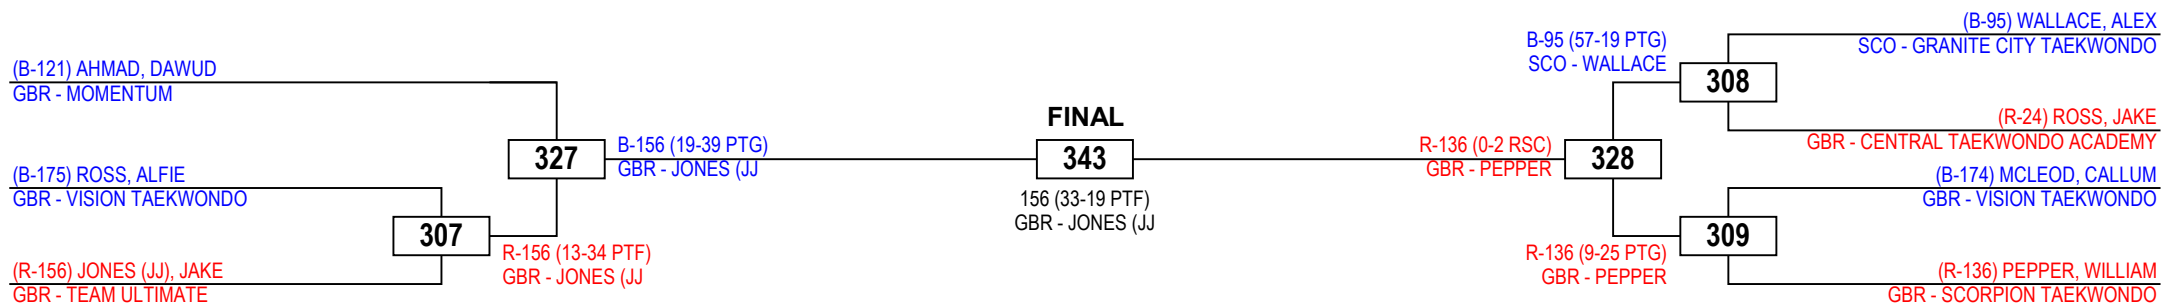 (B-121) AHMAD, DAWUD
GBR - MOMENTUM
(B-175) ROSS, ALFIE
GBR - VISION TAEKWONDO
(R-156) JONES (JJ), JAKE
GBR - TEAM ULTIMATE
307
R-156 (13-34 PTF)
GBR - JONES (JJ
327
B-156 (19-39 PTG)
GBR - JONES (JJ
FINAL
343
156 (33-19 PTF)
GBR - JONES (JJ
R-136 (0-2 RSC)
GBR - PEPPER
328
B-95 (57-19 PTG)
SCO - WALLACE
308
R-136 (9-25 PTG)
GBR - PEPPER
309
(B-95) WALLACE, ALEX
SCO - GRANITE CITY TAEKWONDO
(R-24) ROSS, JAKE
GBR - CENTRAL TAEKWONDO ACADEMY
(B-174) MCLEOD, CALLUM
GBR - VISION TAEKWONDO
(R-136) PEPPER, WILLIAM
GBR - SCORPION TAEKWONDO